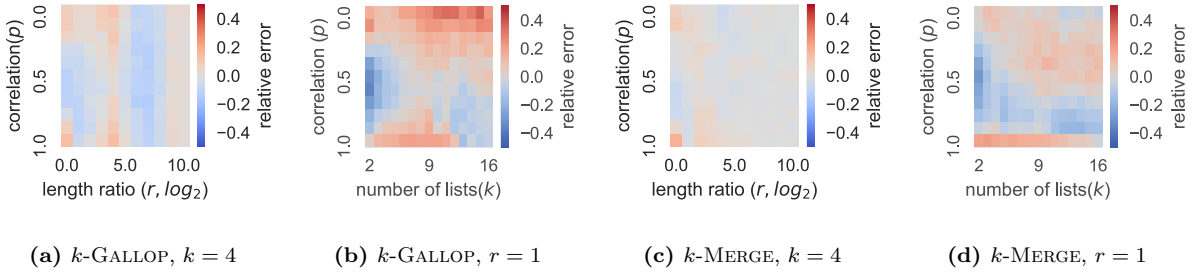 correlation(p)
0.0
0.5
1.0
0.0 5.0 10.0
length ratio (r, log2)
0.4
0.2
0.0
−0.2
−0.4
relative error
correlation (p)
0.0
0.5
1.0
2 9 16
number of lists(k)
0.4
0.2
0.0
−0.2
−0.4
relative error
correlation(p)
0.0
0.5
1.0
0.0 5.0 10.0
length ratio (r, log2)
0.4
0.2
0.0
−0.2
−0.4
relative error
correlation (p)
0.0
0.5
1.0
2 9 16
number of lists(k)
0.4
0.2
0.0
−0.2
−0.4
relative error
(a) k-GALLOP, k = 4
(b) k-GALLOP, r = 1
(c) k-MERGE, k = 4
(d) k-MERGE, r = 1